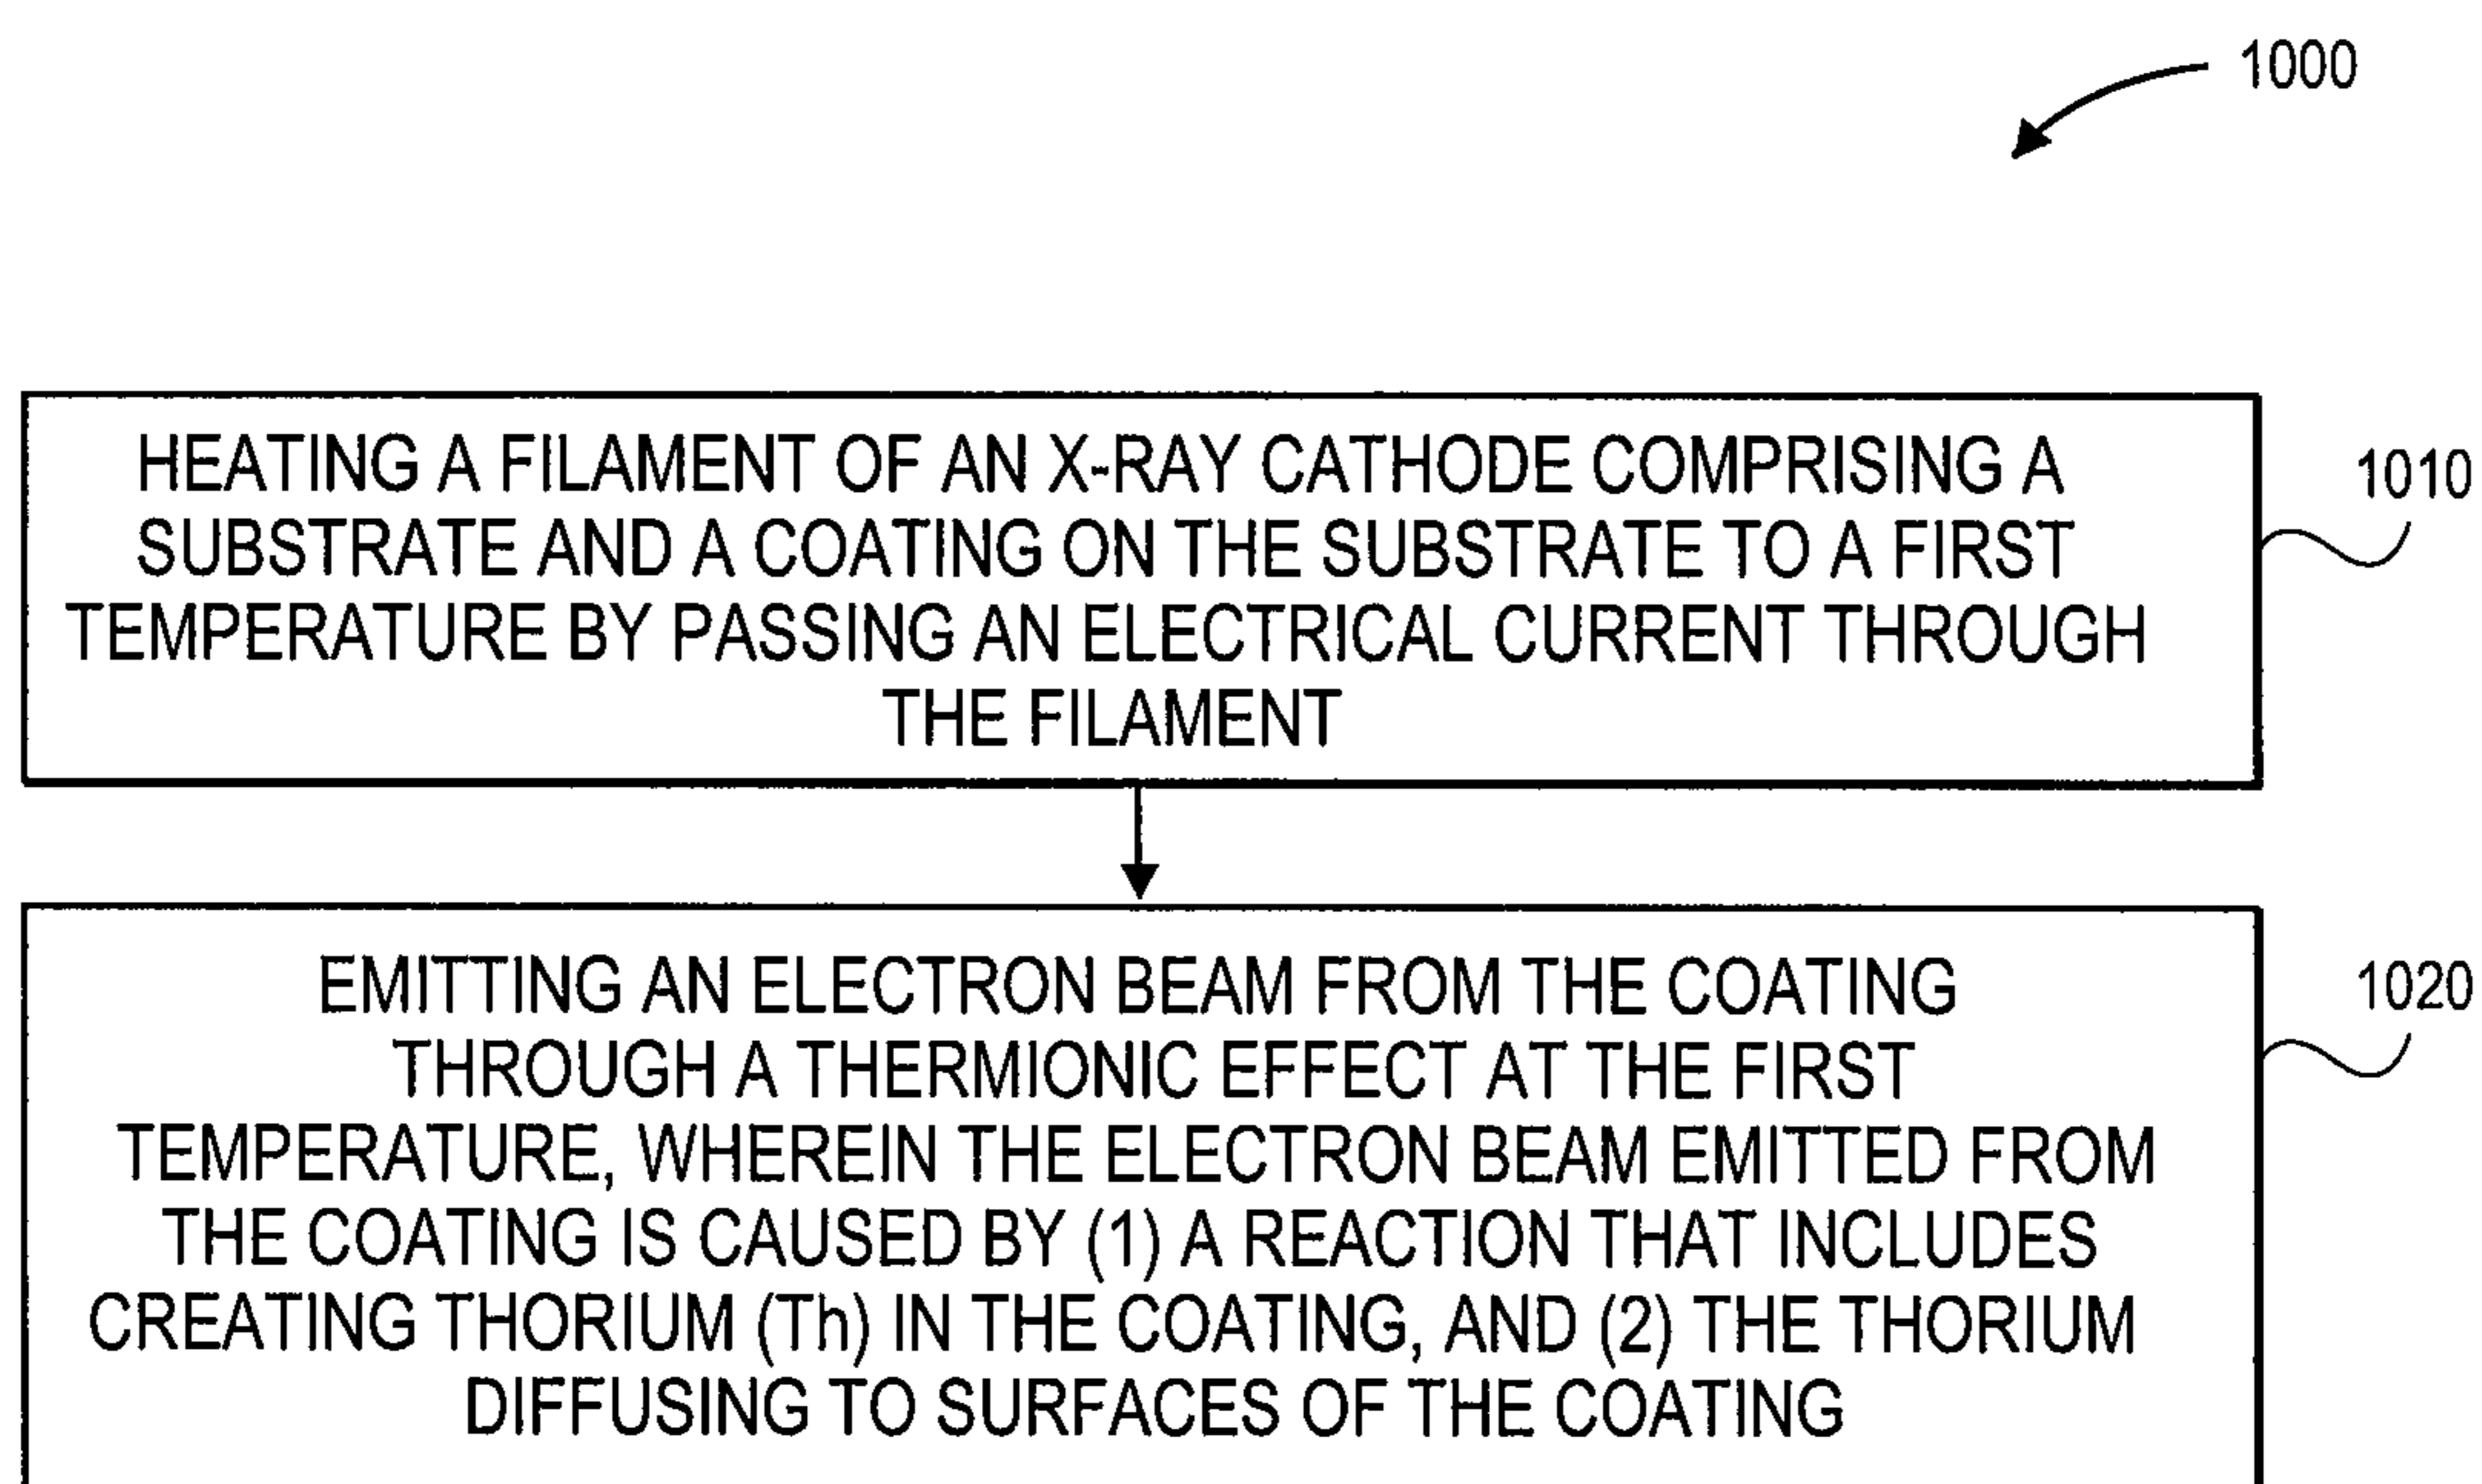 1000
HEATING A FILAMENT OF AN X-RAY CATHODE COMPRISING A
SUBSTRATE AND A COATING ON THE SUBSTRATE TO A FIRST
TEMPERATURE BY PASSING AN ELECTRICAL CURRENT THROUGH
THE FILAMENT
1010
EMITTING AN ELECTRON BEAM FROM THE COATING
THROUGH A THERMIONIC EFFECT AT THE FIRST
TEMPERATURE, WHEREIN THE ELECTRON BEAM EMITTED FROM
THE COATING IS CAUSED BY (1) A REACTION THAT INCLUDES
CREATING THORIUM (Th) IN THE COATING, AND (2) THE THORIUM
DIFFUSING TO SURFACES OF THE COATING
1020